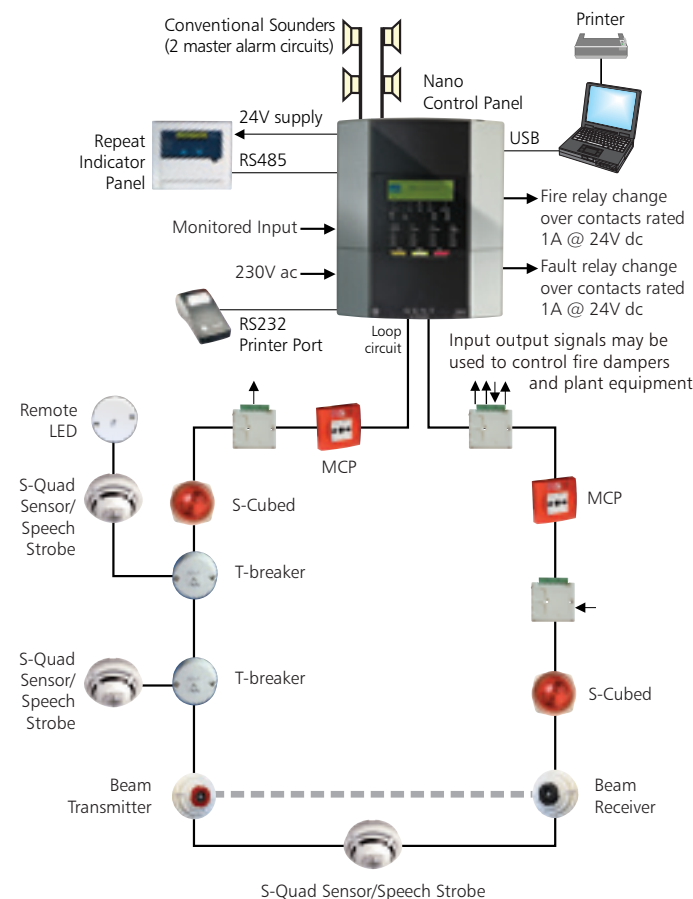 Conventional Sounders
(2 master alarm circuits)
Printer
Nano
Control Panel
24V supply
Repeat
Indicator
Panel
RS485
USB
Monitored Input
Fire relay change
over contacts rated
1A @ 24V dc
230V ac
Fault relay change
over contacts rated
1A @ 24V dc
RS232
Printer Port
Loop
circuit
Input output signals may be
used to control fire dampers
and plant equipment
Remote
LED
MCP
S-Quad
Sensor/
Speech
Strobe
S-Cubed
MCP
T-breaker
S-Quad
Sensor/
Speech
Strobe
T-breaker
S-Cubed
Beam
Transmitter
Beam
Receiver
S-Quad Sensor/Speech Strobe